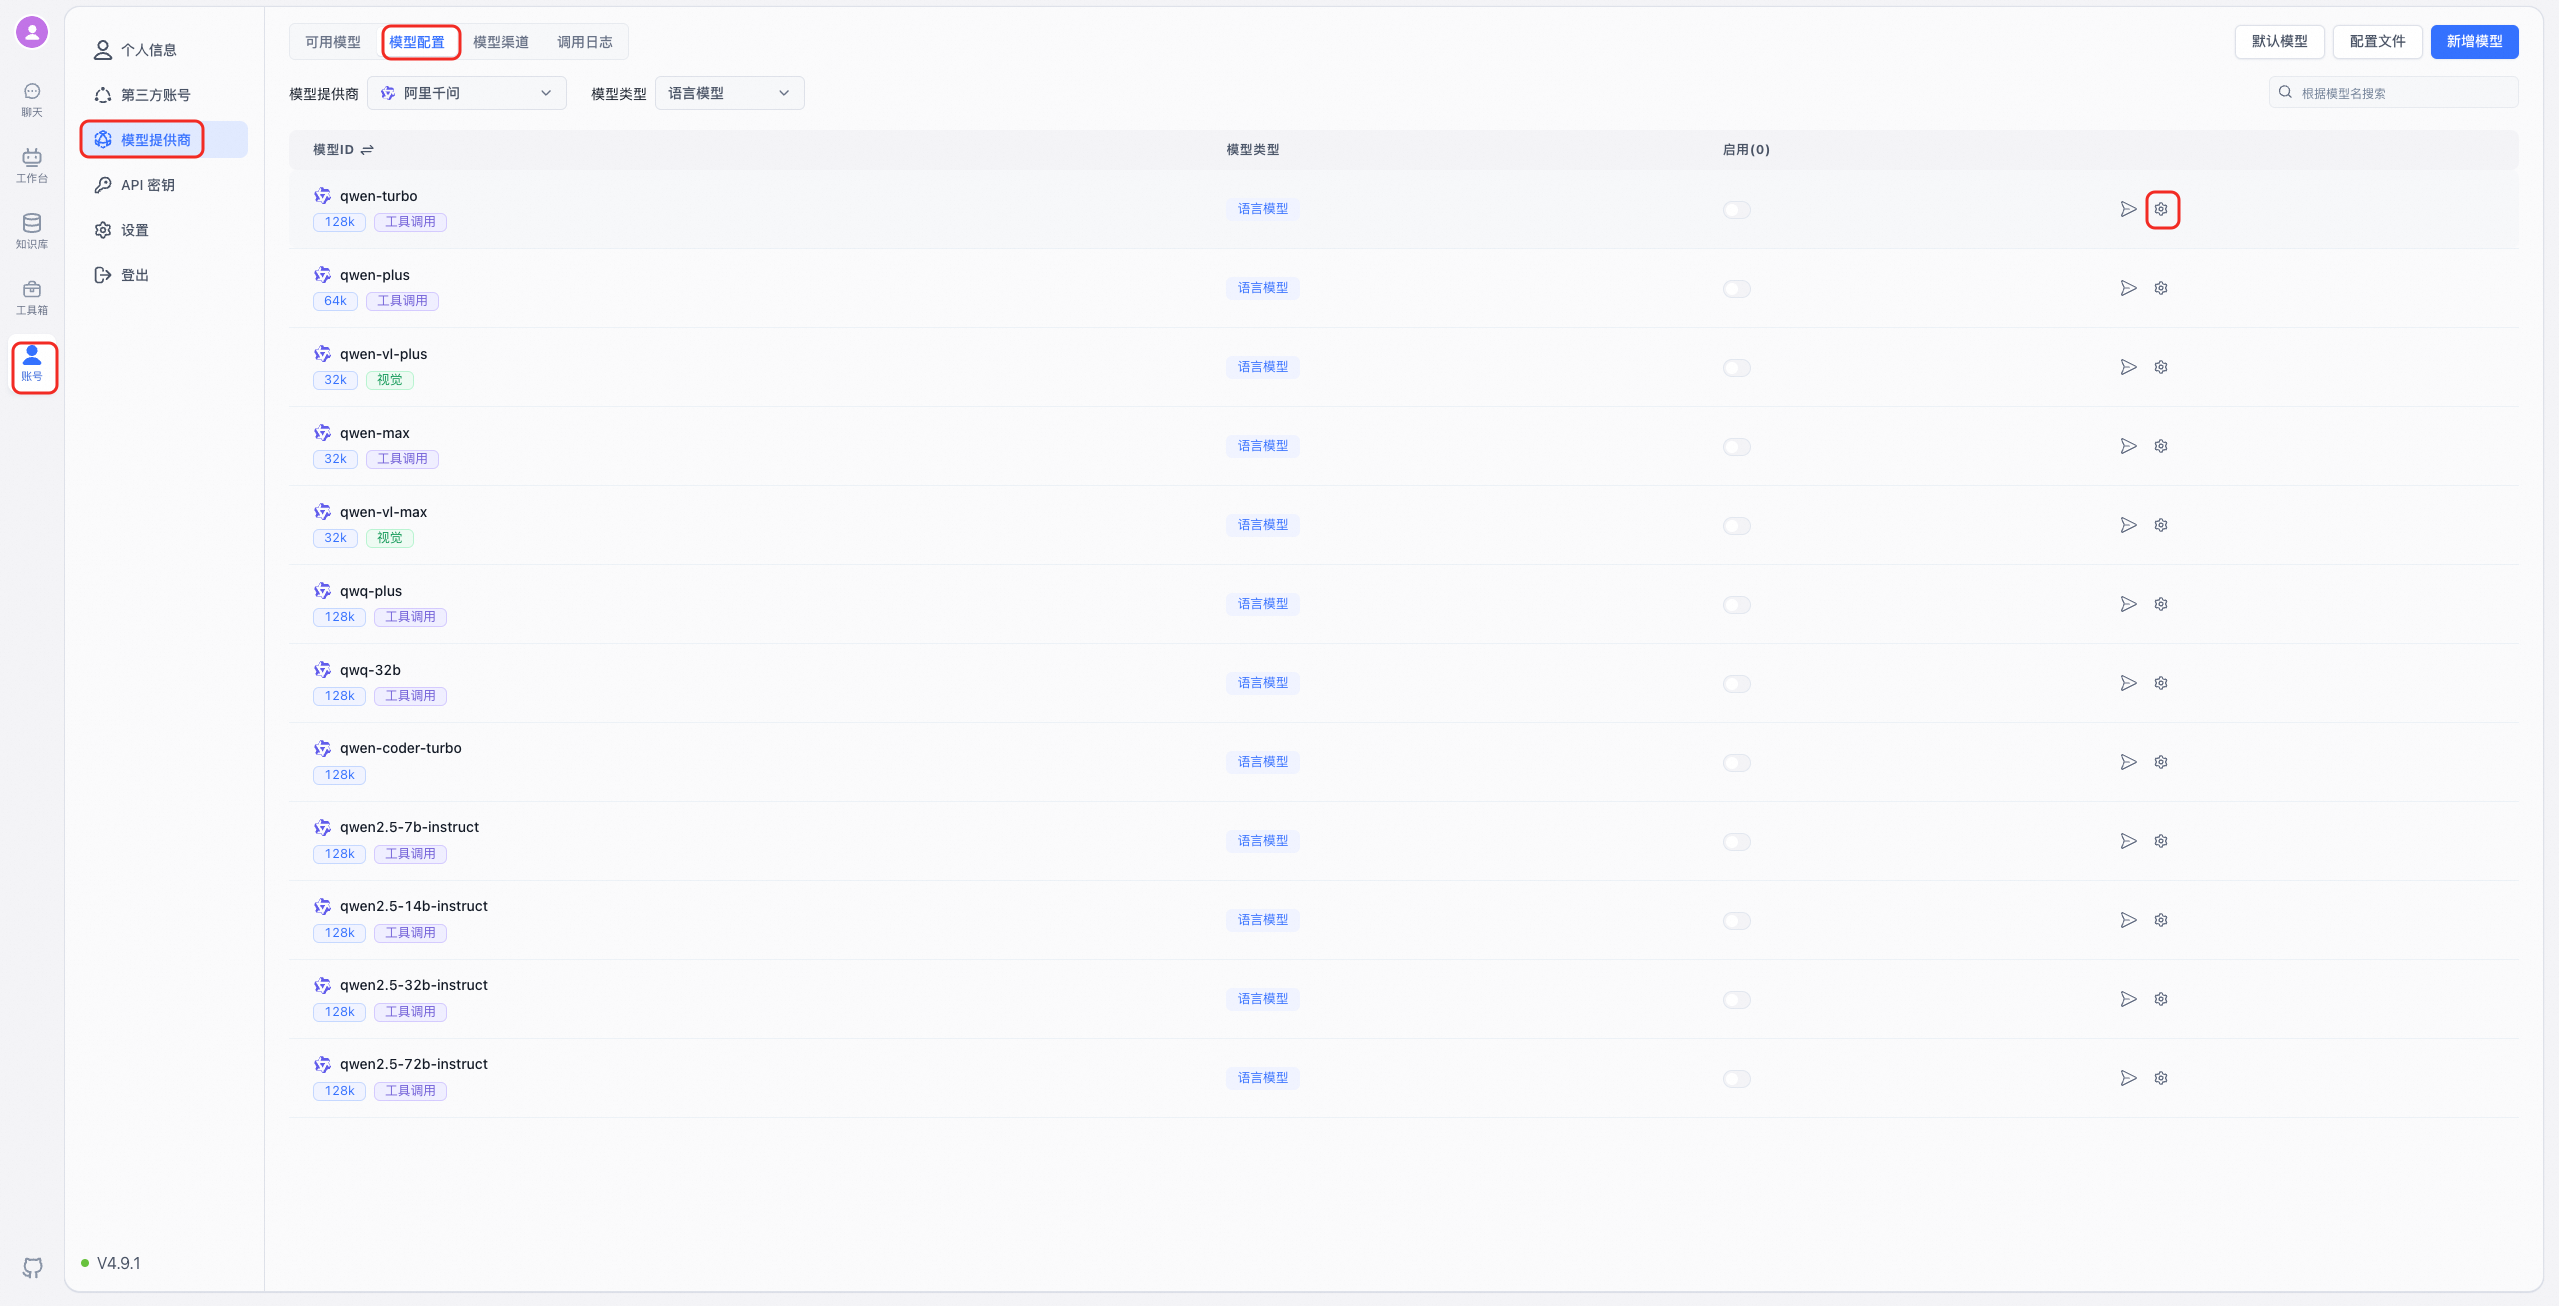 聊天
工作台
知识库
工具箱
账号
个人信息
第三方账号
模型提供商
API 密钥
设置
登出
V4.9.1
可用模型 模型配置 模型渠道 调用日志
默认模型 配置文件 新增模型
模型提供商 阿里千问 模型类型 语言模型
根据模型名搜索
模型ID 模型类型 启用(0)
qwen-turbo
128k 工具调用 语言模型
qwen-plus
64k 工具调用 语言模型
qwen-vl-plus
32k 视觉 语言模型
qwen-max
32k 工具调用 语言模型
qwen-vl-max
32k 视觉 语言模型
qwq-plus
128k 工具调用 语言模型
qwq-32b
128k 工具调用 语言模型
qwen-coder-turbo
128k 语言模型
qwen2.5-7b-instruct
128k 工具调用 语言模型
qwen2.5-14b-instruct
128k 工具调用 语言模型
qwen2.5-32b-instruct
128k 工具调用 语言模型
qwen2.5-72b-instruct
128k 工具调用 语言模型